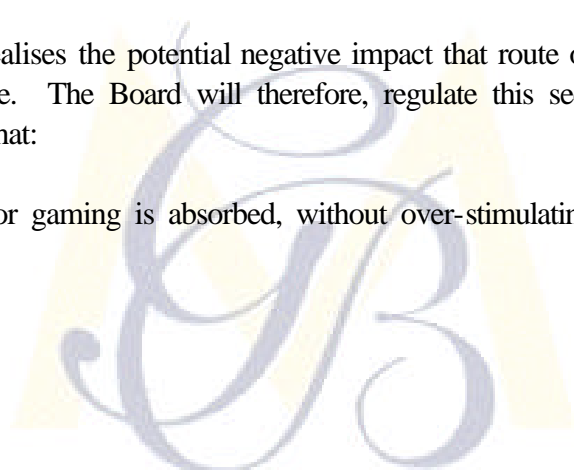 alises the potential negative impact that route o
e. The Board will therefore, regulate this se
hat:
or gaming is absorbed, without over-stimulatin
GB